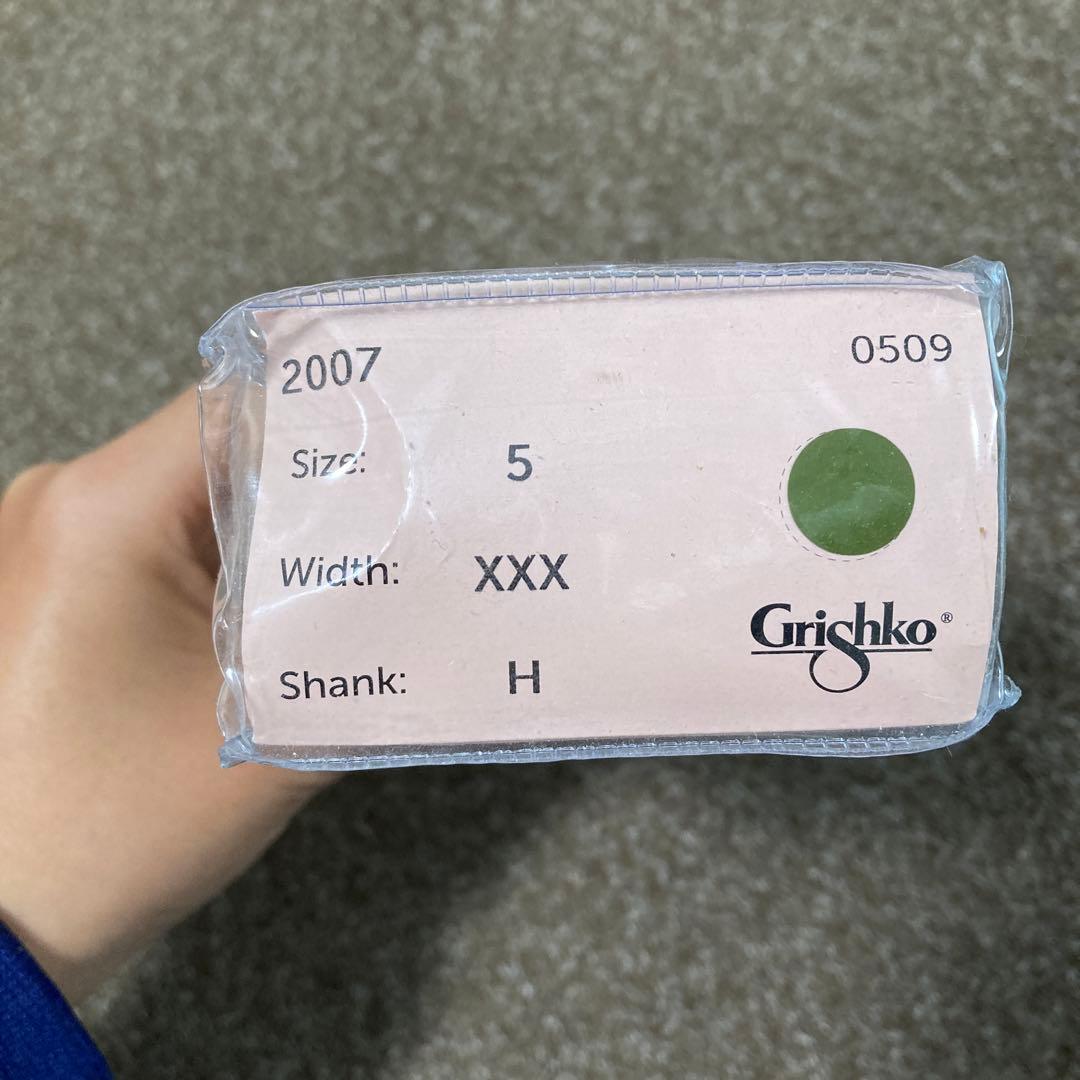 2007 0509
Size: 5
Width: XXX
Grishko®
Shank: H